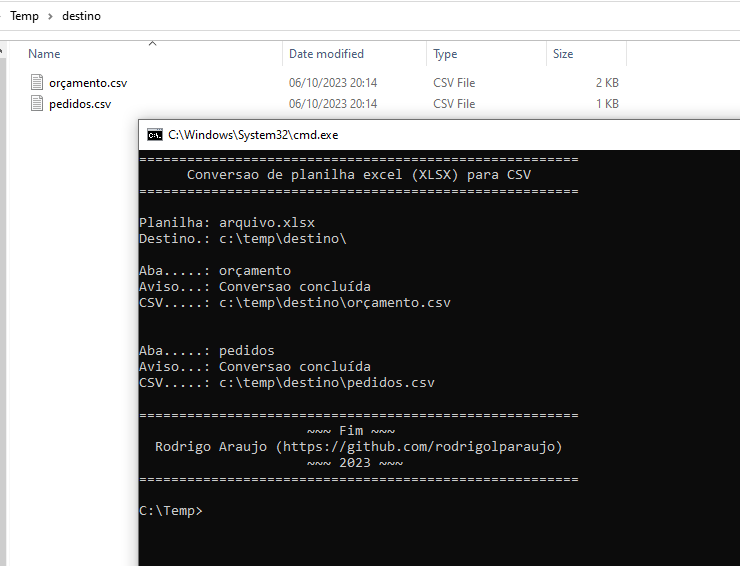 Temp > destino
Name Date modified Type Size
orçamento.csv 06/10/2023 20:14 CSV File 2 KB
pedidos.csv 06/10/2023 20:14 CSV File 1 KB
C:\Windows\System32\cmd.exe
=======================================================
Conversao de planilha excel (XLSX) para CSV
=======================================================
Planilha: arquivo.xlsx
Destino.: c:\temp\destino\
Aba.....: orçamento
Aviso...: Conversao concluída
CSV.....: c:\temp\destino\orçamento.csv
Aba.....: pedidos
Aviso...: Conversao concluída
CSV.....: c:\temp\destino\pedidos.csv
=======================================================
~~~ Fim ~~~
Rodrigo Araujo (https://github.com/rodrigolparaujo)
~~~ 2023 ~~~
=======================================================
C:\Temp>